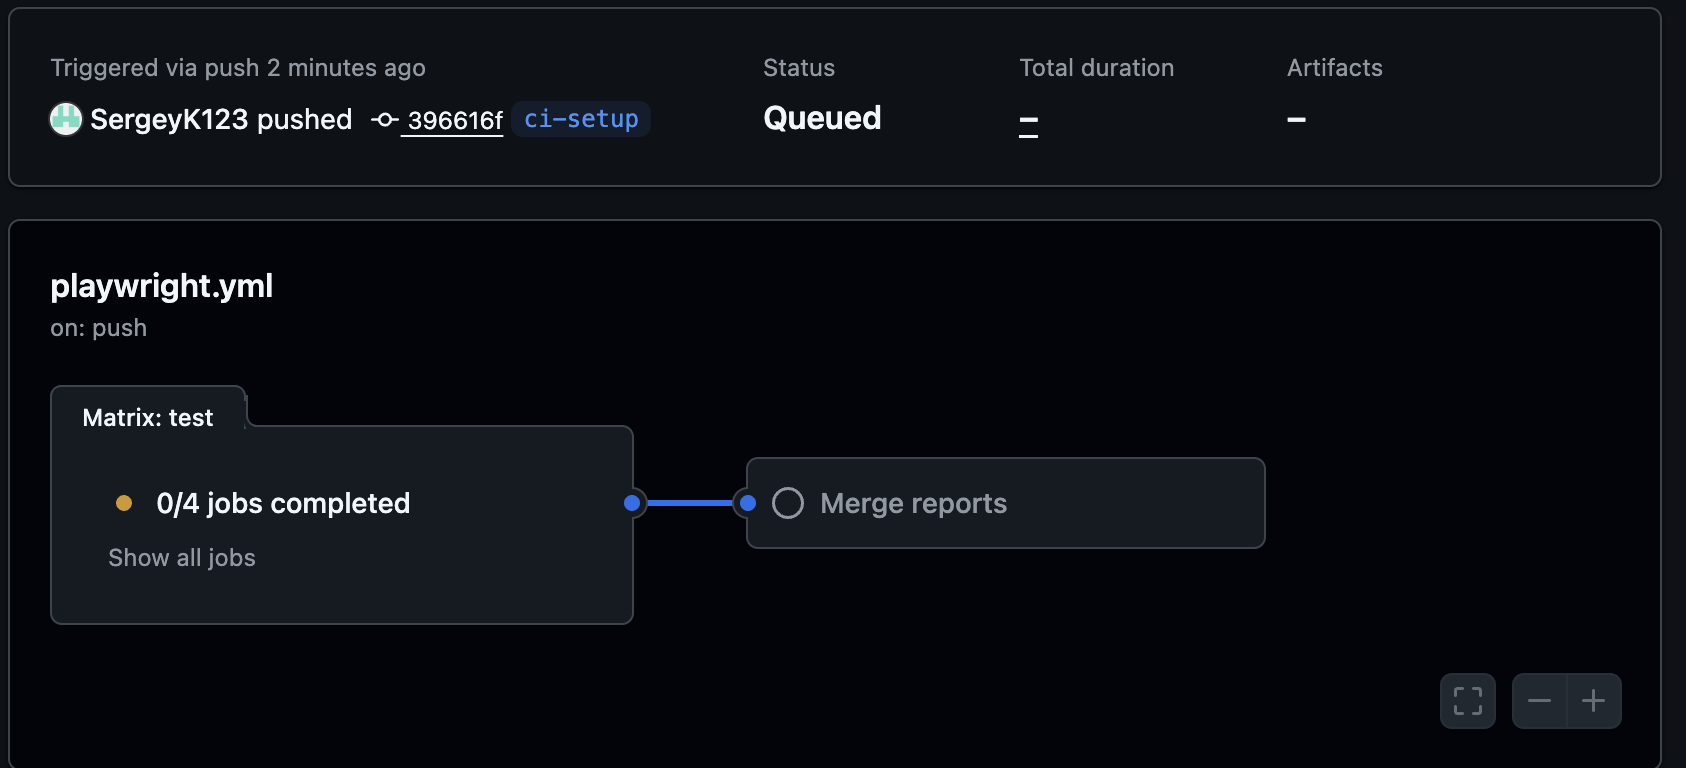 Triggered via push 2 minutes ago
SergeyK123 pushed 396616f ci-setup
Status
Queued
Total duration
–
Artifacts
–
playwright.yml
on: push
Matrix: test
0/4 jobs completed
Show all jobs
Merge reports